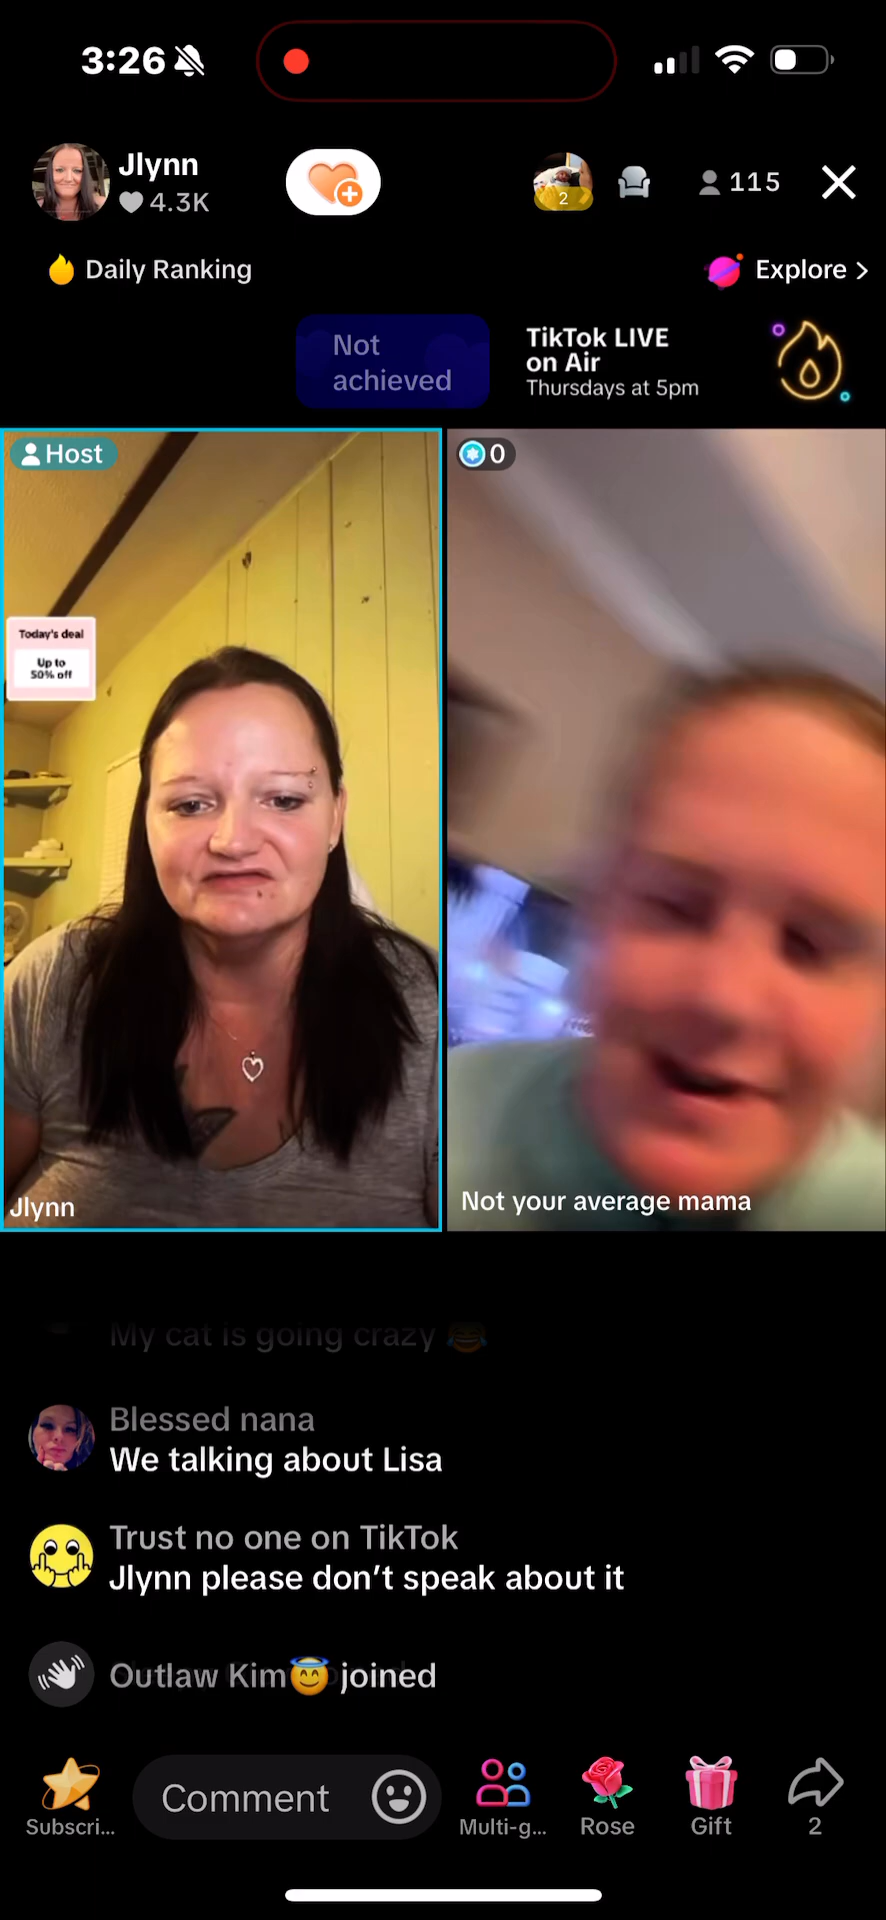 3:26
Jlynn
4.3K
2
115
Daily Ranking
Explore >
Not
achieved
TikTok LIVE
on Air
Thursdays at 5pm
Host
0
Today's deal
Up to
50% off
Jlynn
Not your average mama
My cat is going crazy 😂
Blessed nana
We talking about Lisa
Trust no one on TikTok
Jlynn please don't speak about it
Outlaw Kim😇 joined
Subscri...
Comment
Multi-g...
Rose
Gift
2